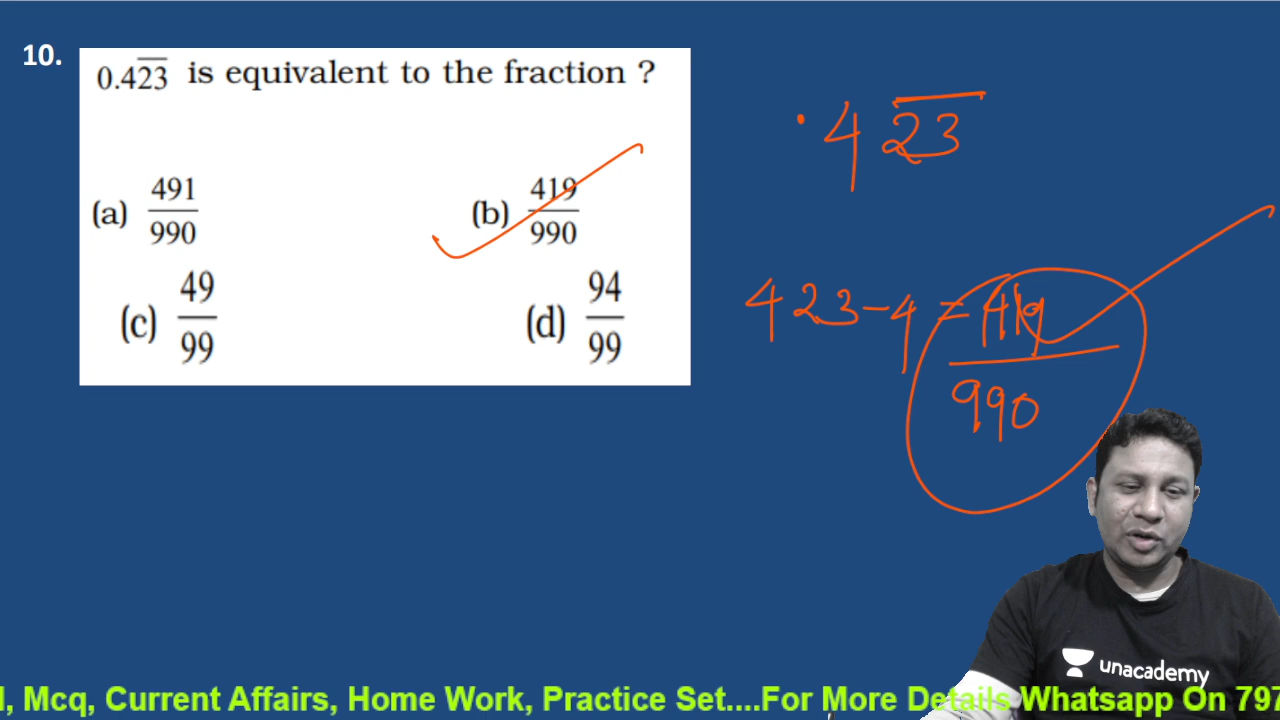 10.
0.4\overline{23} is equivalent to the fraction ?
(a) 491/990 (b) 419/990
(c) 49/99 (d) 94/99
.4\overline{23}
423-4 = 419/990
unacademy
, Mcq, Current Affairs, Home Work, Practice Set....For More Details Whatsapp On 797